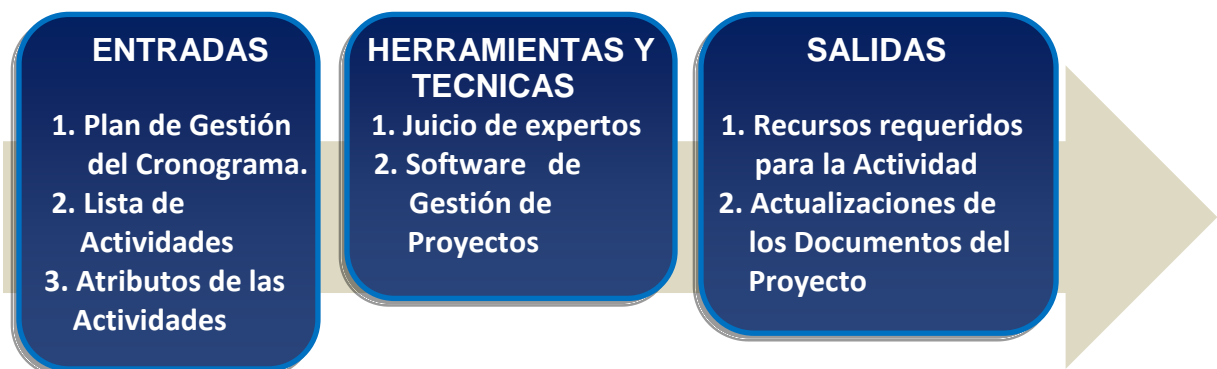 ENTRADAS
1. Plan de Gestión
del Cronograma.
2. Lista de
Actividades
3. Atributos de las
Actividades
HERRAMIENTAS Y
TECNICAS
1. Juicio de expertos
2. Software de
Gestión de
Proyectos
SALIDAS
1. Recursos requeridos
para la Actividad
2. Actualizaciones de
los Documentos del
Proyecto